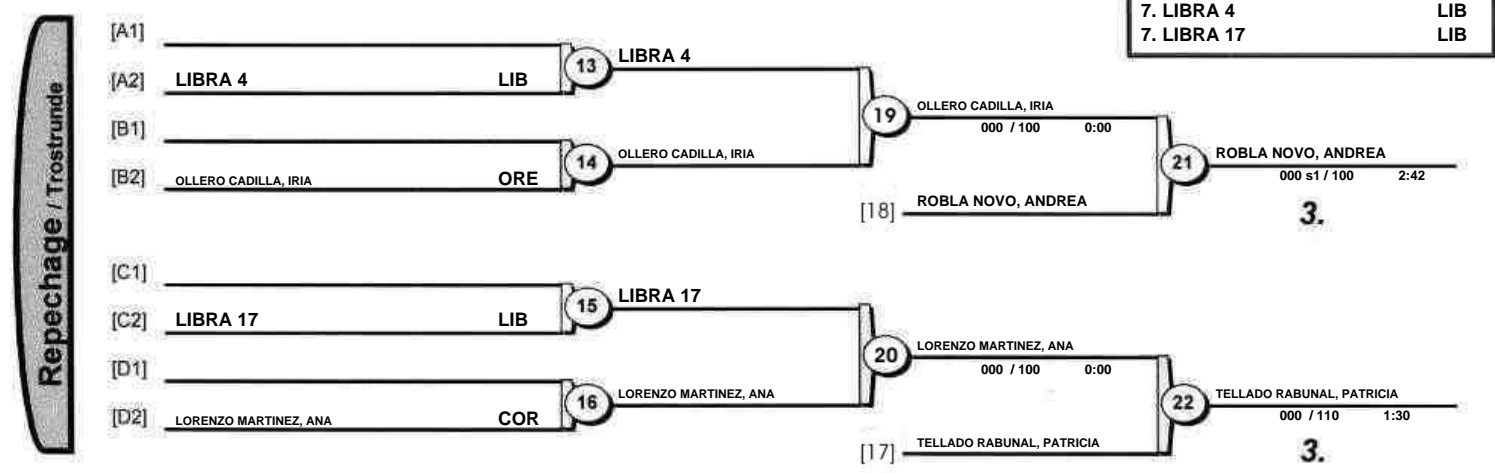 7. LIBRA 4 LIB
7. LIBRA 17 LIB
Repechage / Trostrunde
[A1]
[A2] LIBRA 4 LIB
13 LIBRA 4
[B1]
[B2] OLLERO CADILLA, IRIA ORE
14 OLLERO CADILLA, IRIA
19 OLLERO CADILLA, IRIA
000 / 100 0:00
[18] ROBLA NOVO, ANDREA
21 ROBLA NOVO, ANDREA
000 s1 / 100 2:42
3.
[C1]
[C2] LIBRA 17 LIB
15 LIBRA 17
[D1]
[D2] LORENZO MARTINEZ, ANA COR
16 LORENZO MARTINEZ, ANA
20 LORENZO MARTINEZ, ANA
000 / 100 0:00
[17] TELLADO RABUNAL, PATRICIA
22 TELLADO RABUNAL, PATRICIA
000 / 110 1:30
3.